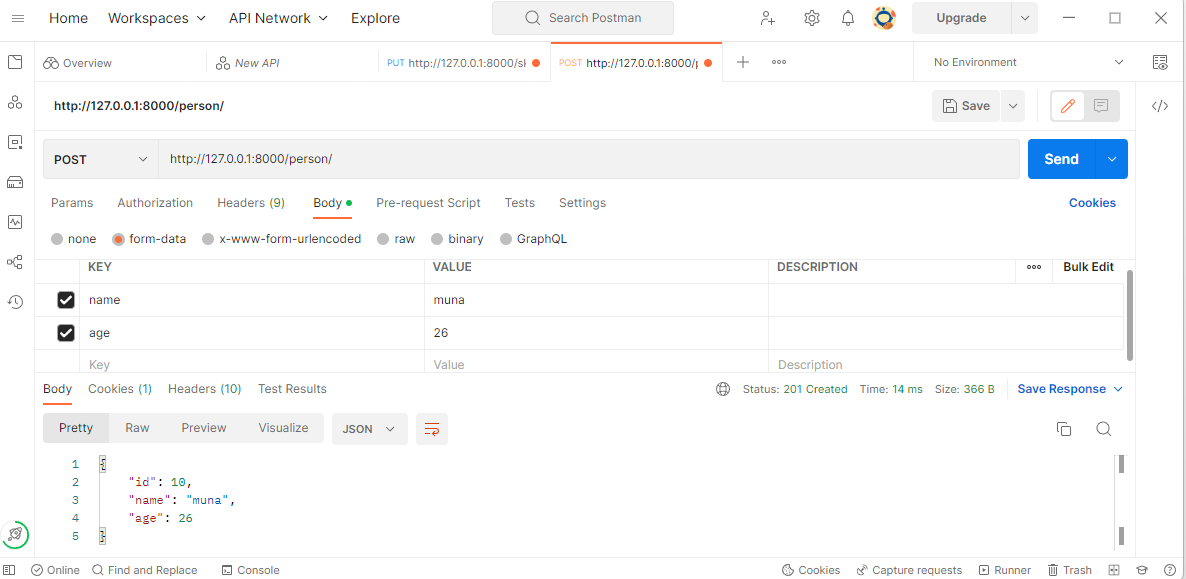 Home Workspaces API Network Explore Search Postman Upgrade
Overview New API PUT http://127.0.0.1:8000/sl POST http://127.0.0.1:8000/p No Environment
http://127.0.0.1:8000/person/ Save
POST http://127.0.0.1:8000/person/ Send
Params Authorization Headers (9) Body Pre-request Script Tests Settings Cookies
none form-data x-www-form-urlencoded raw binary GraphQL
KEY VALUE DESCRIPTION Bulk Edit
name muna
age 26
Key Value Description
Body Cookies (1) Headers (10) Test Results Status: 201 Created Time: 14 ms Size: 366 B Save Response
Pretty Raw Preview Visualize JSON
1 {
2 "id": 10,
3 "name": "muna",
4 "age": 26
5 }
Online Find and Replace Console Cookies Capture requests Runner Trash